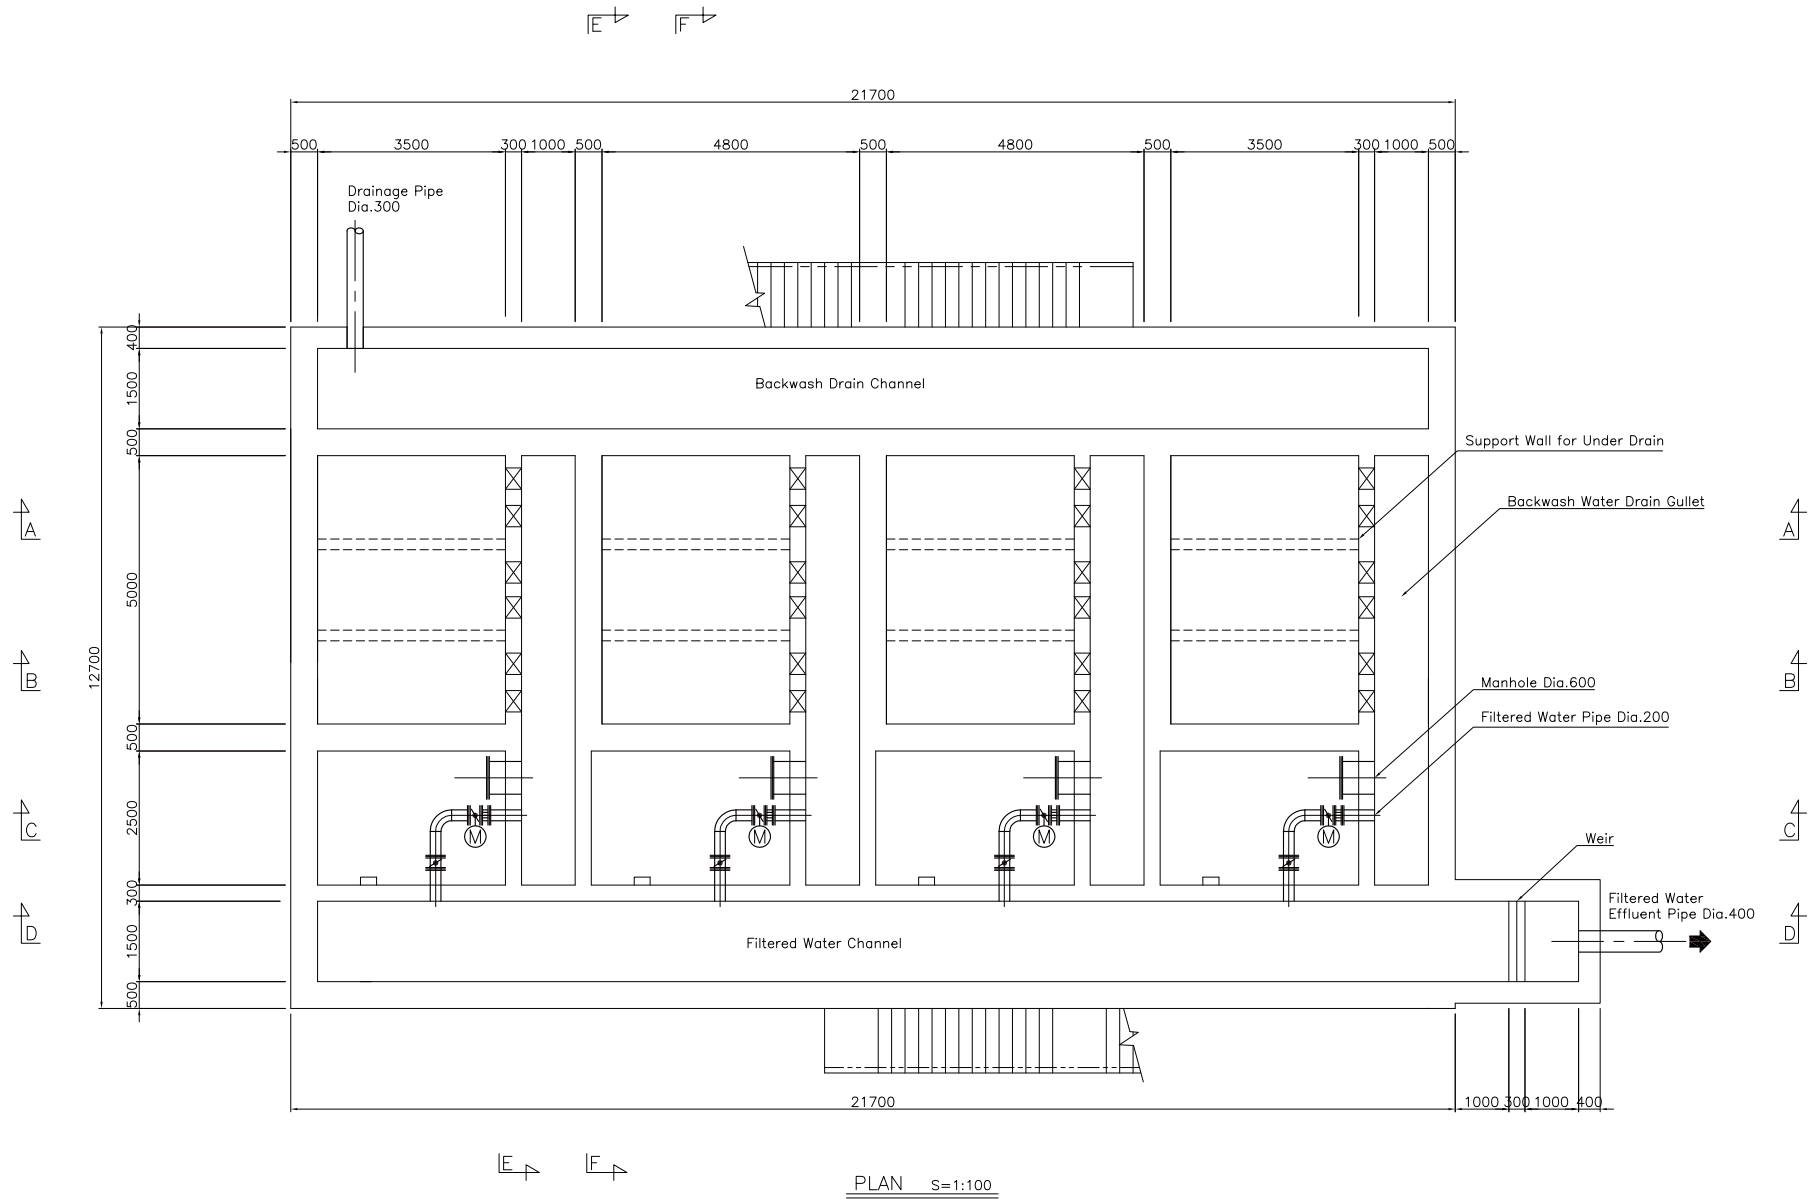 E F
21700
500 3500 300 1000 500 4800 500 4800 500 3500 300 1000 500
Drainage Pipe
Dia.300
400
1500
Backwash Drain Channel
500
Support Wall for Under Drain
A
Backwash Water Drain Gullet
A
5000
12700
B
Manhole Dia.600
B
Filtered Water Pipe Dia.200
500
2500
C
M M M M
C
Weir
300
Filtered Water
Effluent Pipe Dia.400
D
1500
Filtered Water Channel
D
500
21700
1000 300 1000 400
E F
PLAN S=1:100